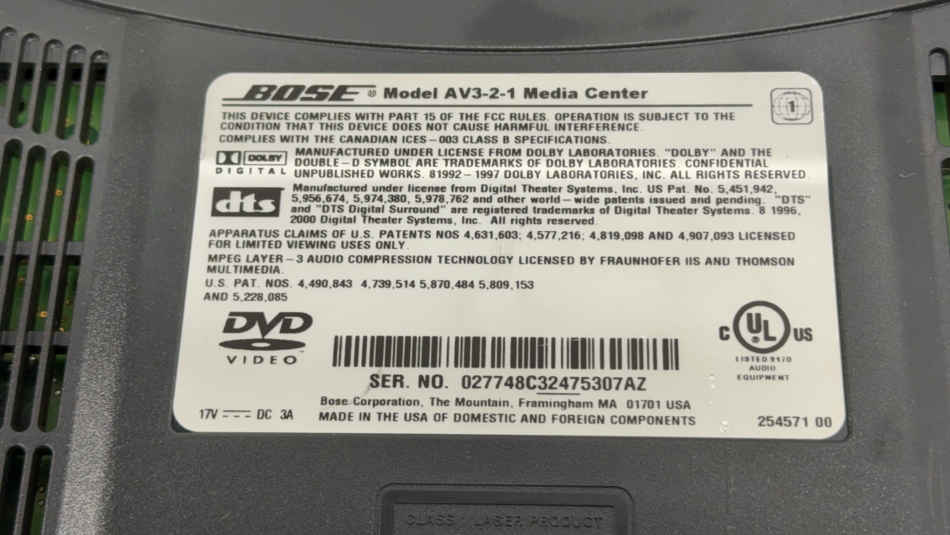 BOSE ® Model AV3-2-1 Media Center
1
THIS DEVICE COMPLIES WITH PART 15 OF THE FCC RULES. OPERATION IS SUBJECT TO THE
CONDITION THAT THIS DEVICE DOES NOT CAUSE HARMFUL INTERFERENCE.
COMPLIES WITH THE CANADIAN ICES-003 CLASS B SPECIFICATIONS.
DOLBY
DIGITAL
MANUFACTURED UNDER LICENSE FROM DOLBY LABORATORIES. "DOLBY" AND THE
DOUBLE-D SYMBOL ARE TRADEMARKS OF DOLBY LABORATORIES. CONFIDENTIAL
UNPUBLISHED WORKS. 81992-1997 DOLBY LABORATORIES, INC. ALL RIGHTS RESERVED.
dts
Manufactured under license from Digital Theater Systems, Inc. US Pat. No. 5,451,942,
5,956,674, 5,974,380, 5,978,762 and other world-wide patents issued and pending. "DTS"
and "DTS Digital Surround" are registered trademarks of Digital Theater Systems. 8 1996,
2000 Digital Theater Systems, Inc. All rights reserved.
APPARATUS CLAIMS OF U.S. PATENTS NOS 4,631,603; 4,577,216; 4,819,098 AND 4,907,093 LICENSED
FOR LIMITED VIEWING USES ONLY.
MPEG LAYER-3 AUDIO COMPRESSION TECHNOLOGY LICENSED BY FRAUNHOFER IIS AND THOMSON
MULTIMEDIA.
U.S. PAT. NOS. 4,490,843 4,739,514 5,870,484 5,809,153
AND 5,228,085
DVD
VIDEO™
C UL US
LISTED 9170
AUDIO
EQUIPMENT
SER. NO. 027748C32475307AZ
Bose Corporation, The Mountain, Framingham MA 01701 USA
17V DC 3A
MADE IN THE USA OF DOMESTIC AND FOREIGN COMPONENTS
254571 00
CLASS 1 LASER PRODUCT